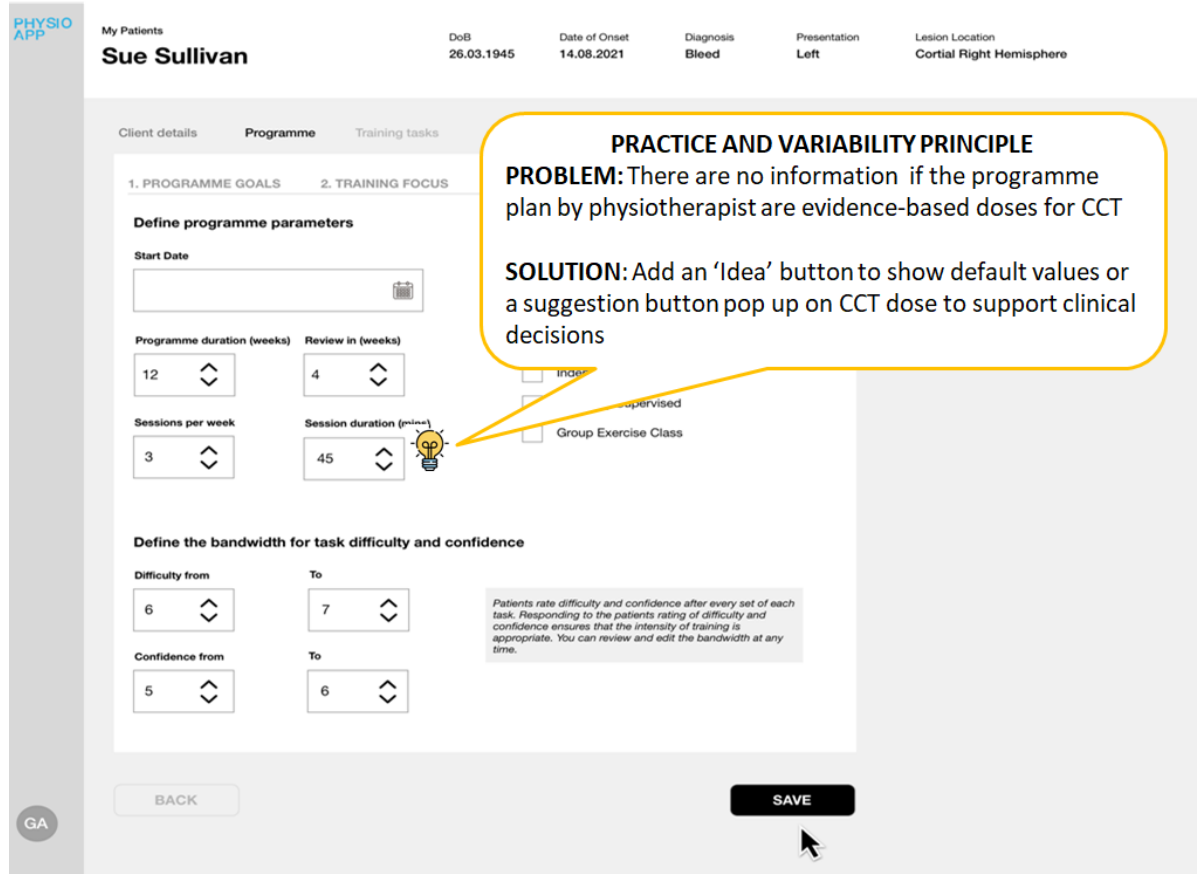 PHYSIO
APP
My Patients
Sue Sullivan
DoB
26.03.1945
Date of Onset
14.08.2021
Diagnosis
Bleed
Presentation
Left
Lesion Location
Cortial Right Hemisphere
Client details
Programme
Training tasks
1. PROGRAMME GOALS
2. TRAINING FOCUS
PRACTICE AND VARIABILITY PRINCIPLE
PROBLEM: There are no information if the programme
plan by physiotherapist are evidence-based doses for CCT
SOLUTION: Add an ‘Idea’ button to show default values or
a suggestion button pop up on CCT dose to support clinical
decisions
Define programme parameters
Start Date
Programme duration (weeks)
Review in (weeks)
12
4
Sessions per week
Session duration (mins)
3
45
Group Exercise Class
Define the bandwidth for task difficulty and confidence
Difficulty from
To
6
7
Patients rate difficulty and confidence after every set of each
task. Responding to the patients rating of difficulty and
confidence ensures that the intensity of training is
appropriate. You can review and edit the bandwidth at any
time.
Confidence from
To
5
6
BACK
SAVE
GA